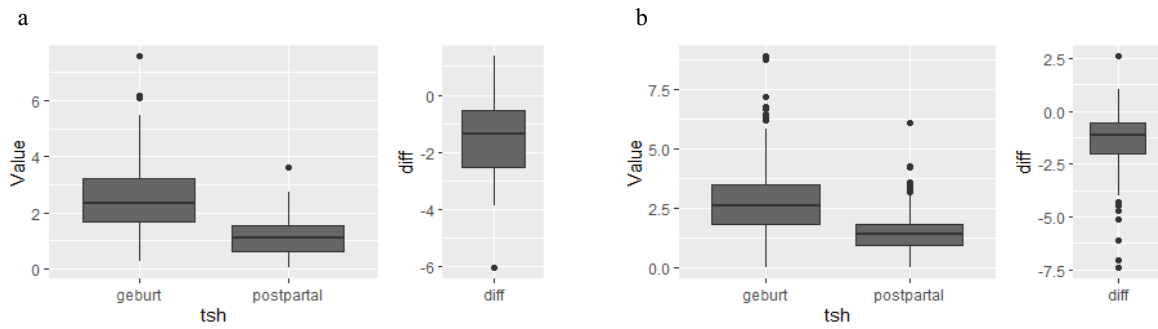 a
Value
6
4
2
0
geburt
postpartal
tsh
diff
0
-2
-4
-6
diff
b
Value
7.5
5.0
2.5
0.0
geburt
postpartal
tsh
diff
2.5
0.0
-2.5
-5.0
-7.5
diff